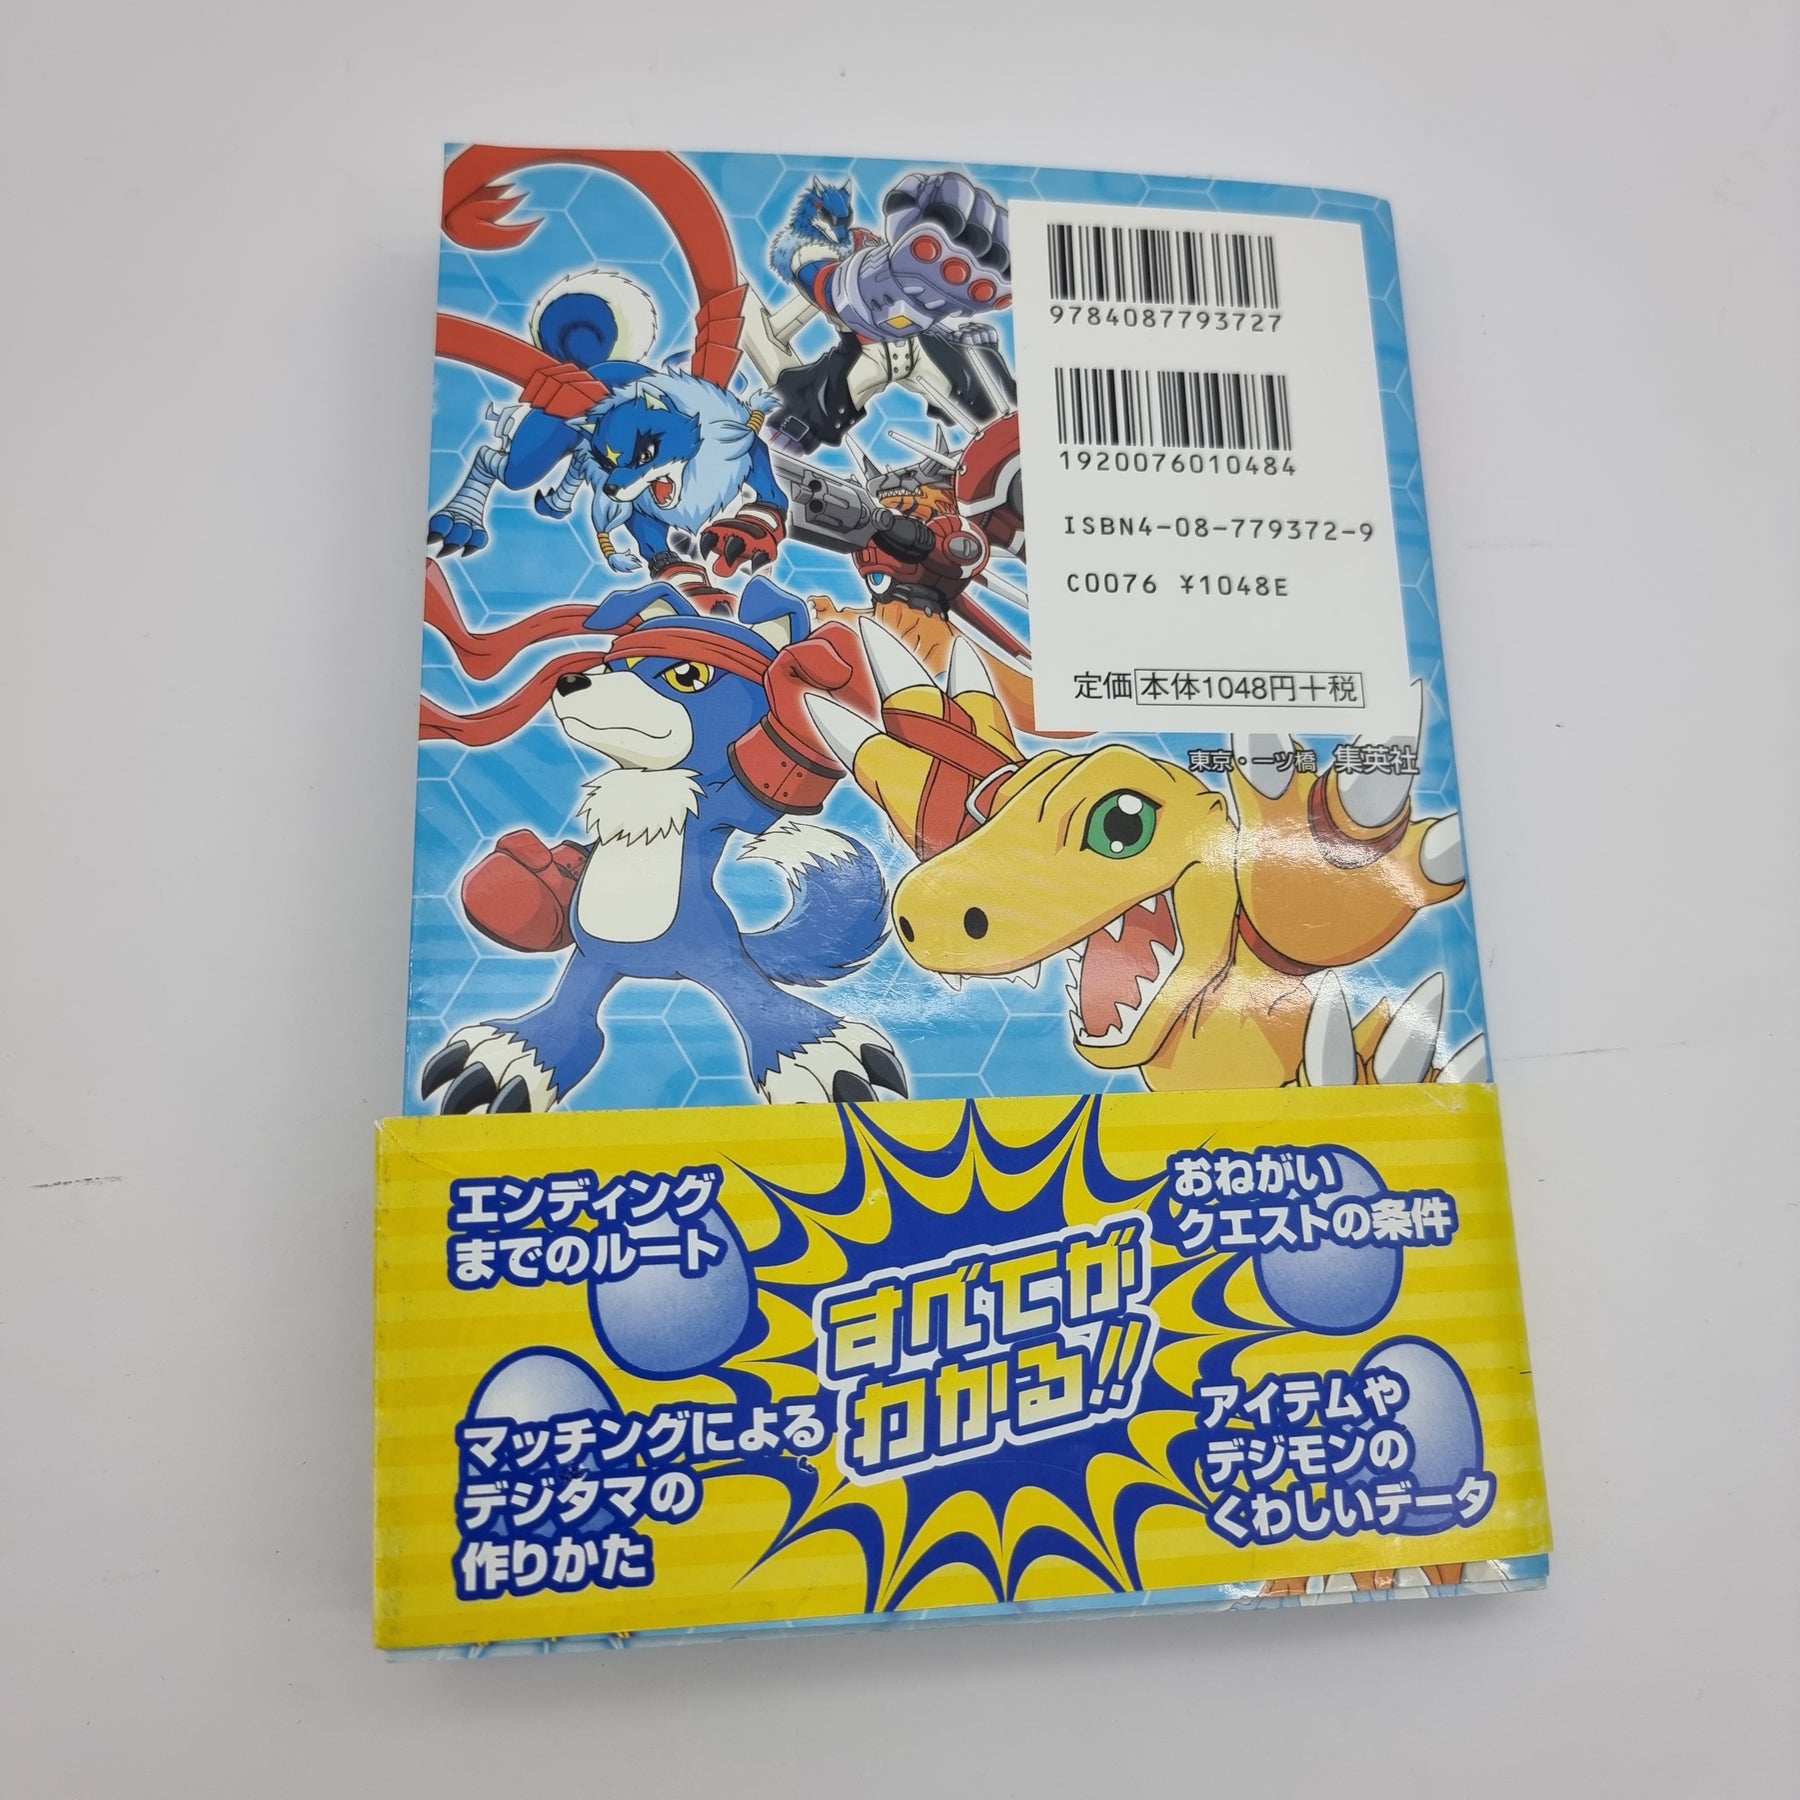 9784087793727
1920076010484
ISBN4-08-779372-9
C0076 ¥1048E
定価 本体1048円+税
東京・一ツ橋 集英社
エンディング
までのルート
おねがい
クエストの条件
すべてが
わかる!!
マッチングによる
デジタマの
作りかた
アイテムや
デジモンの
くわしいデータ